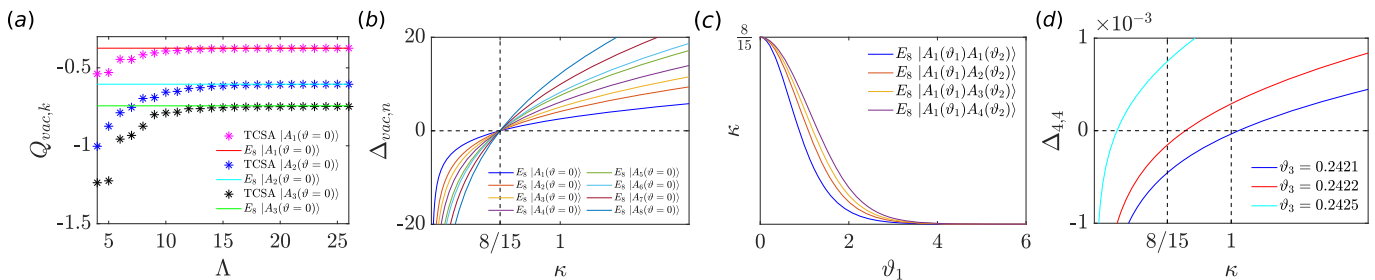 (a)
-0.5
-1
-1.5
Q_{vac,k}
5 10 15 20 25
Λ
TCSA |A_1(ϑ = 0)⟩
E_8 |A_1(ϑ = 0)⟩
TCSA |A_2(ϑ = 0)⟩
E_8 |A_2(ϑ = 0)⟩
TCSA |A_3(ϑ = 0)⟩
E_8 |A_3(ϑ = 0)⟩
(b)
20
0
-20
Δ_{vac,n}
8/15 1
κ
E_8 |A_1(ϑ = 0)⟩ E_8 |A_5(ϑ = 0)⟩
E_8 |A_2(ϑ = 0)⟩ E_8 |A_6(ϑ = 0)⟩
E_8 |A_3(ϑ = 0)⟩ E_8 |A_7(ϑ = 0)⟩
E_8 |A_4(ϑ = 0)⟩ E_8 |A_8(ϑ = 0)⟩
(c)
8/15
κ
0 2 4 6
ϑ_1
E_8 |A_1(ϑ_1)A_1(ϑ_2)⟩
E_8 |A_1(ϑ_1)A_2(ϑ_2)⟩
E_8 |A_1(ϑ_1)A_3(ϑ_2)⟩
E_8 |A_1(ϑ_1)A_4(ϑ_2)⟩
(d)
×10^{-3}
1
0
-1
Δ_{4,4}
8/15 1
κ
ϑ_3 = 0.2421
ϑ_3 = 0.2422
ϑ_3 = 0.2425